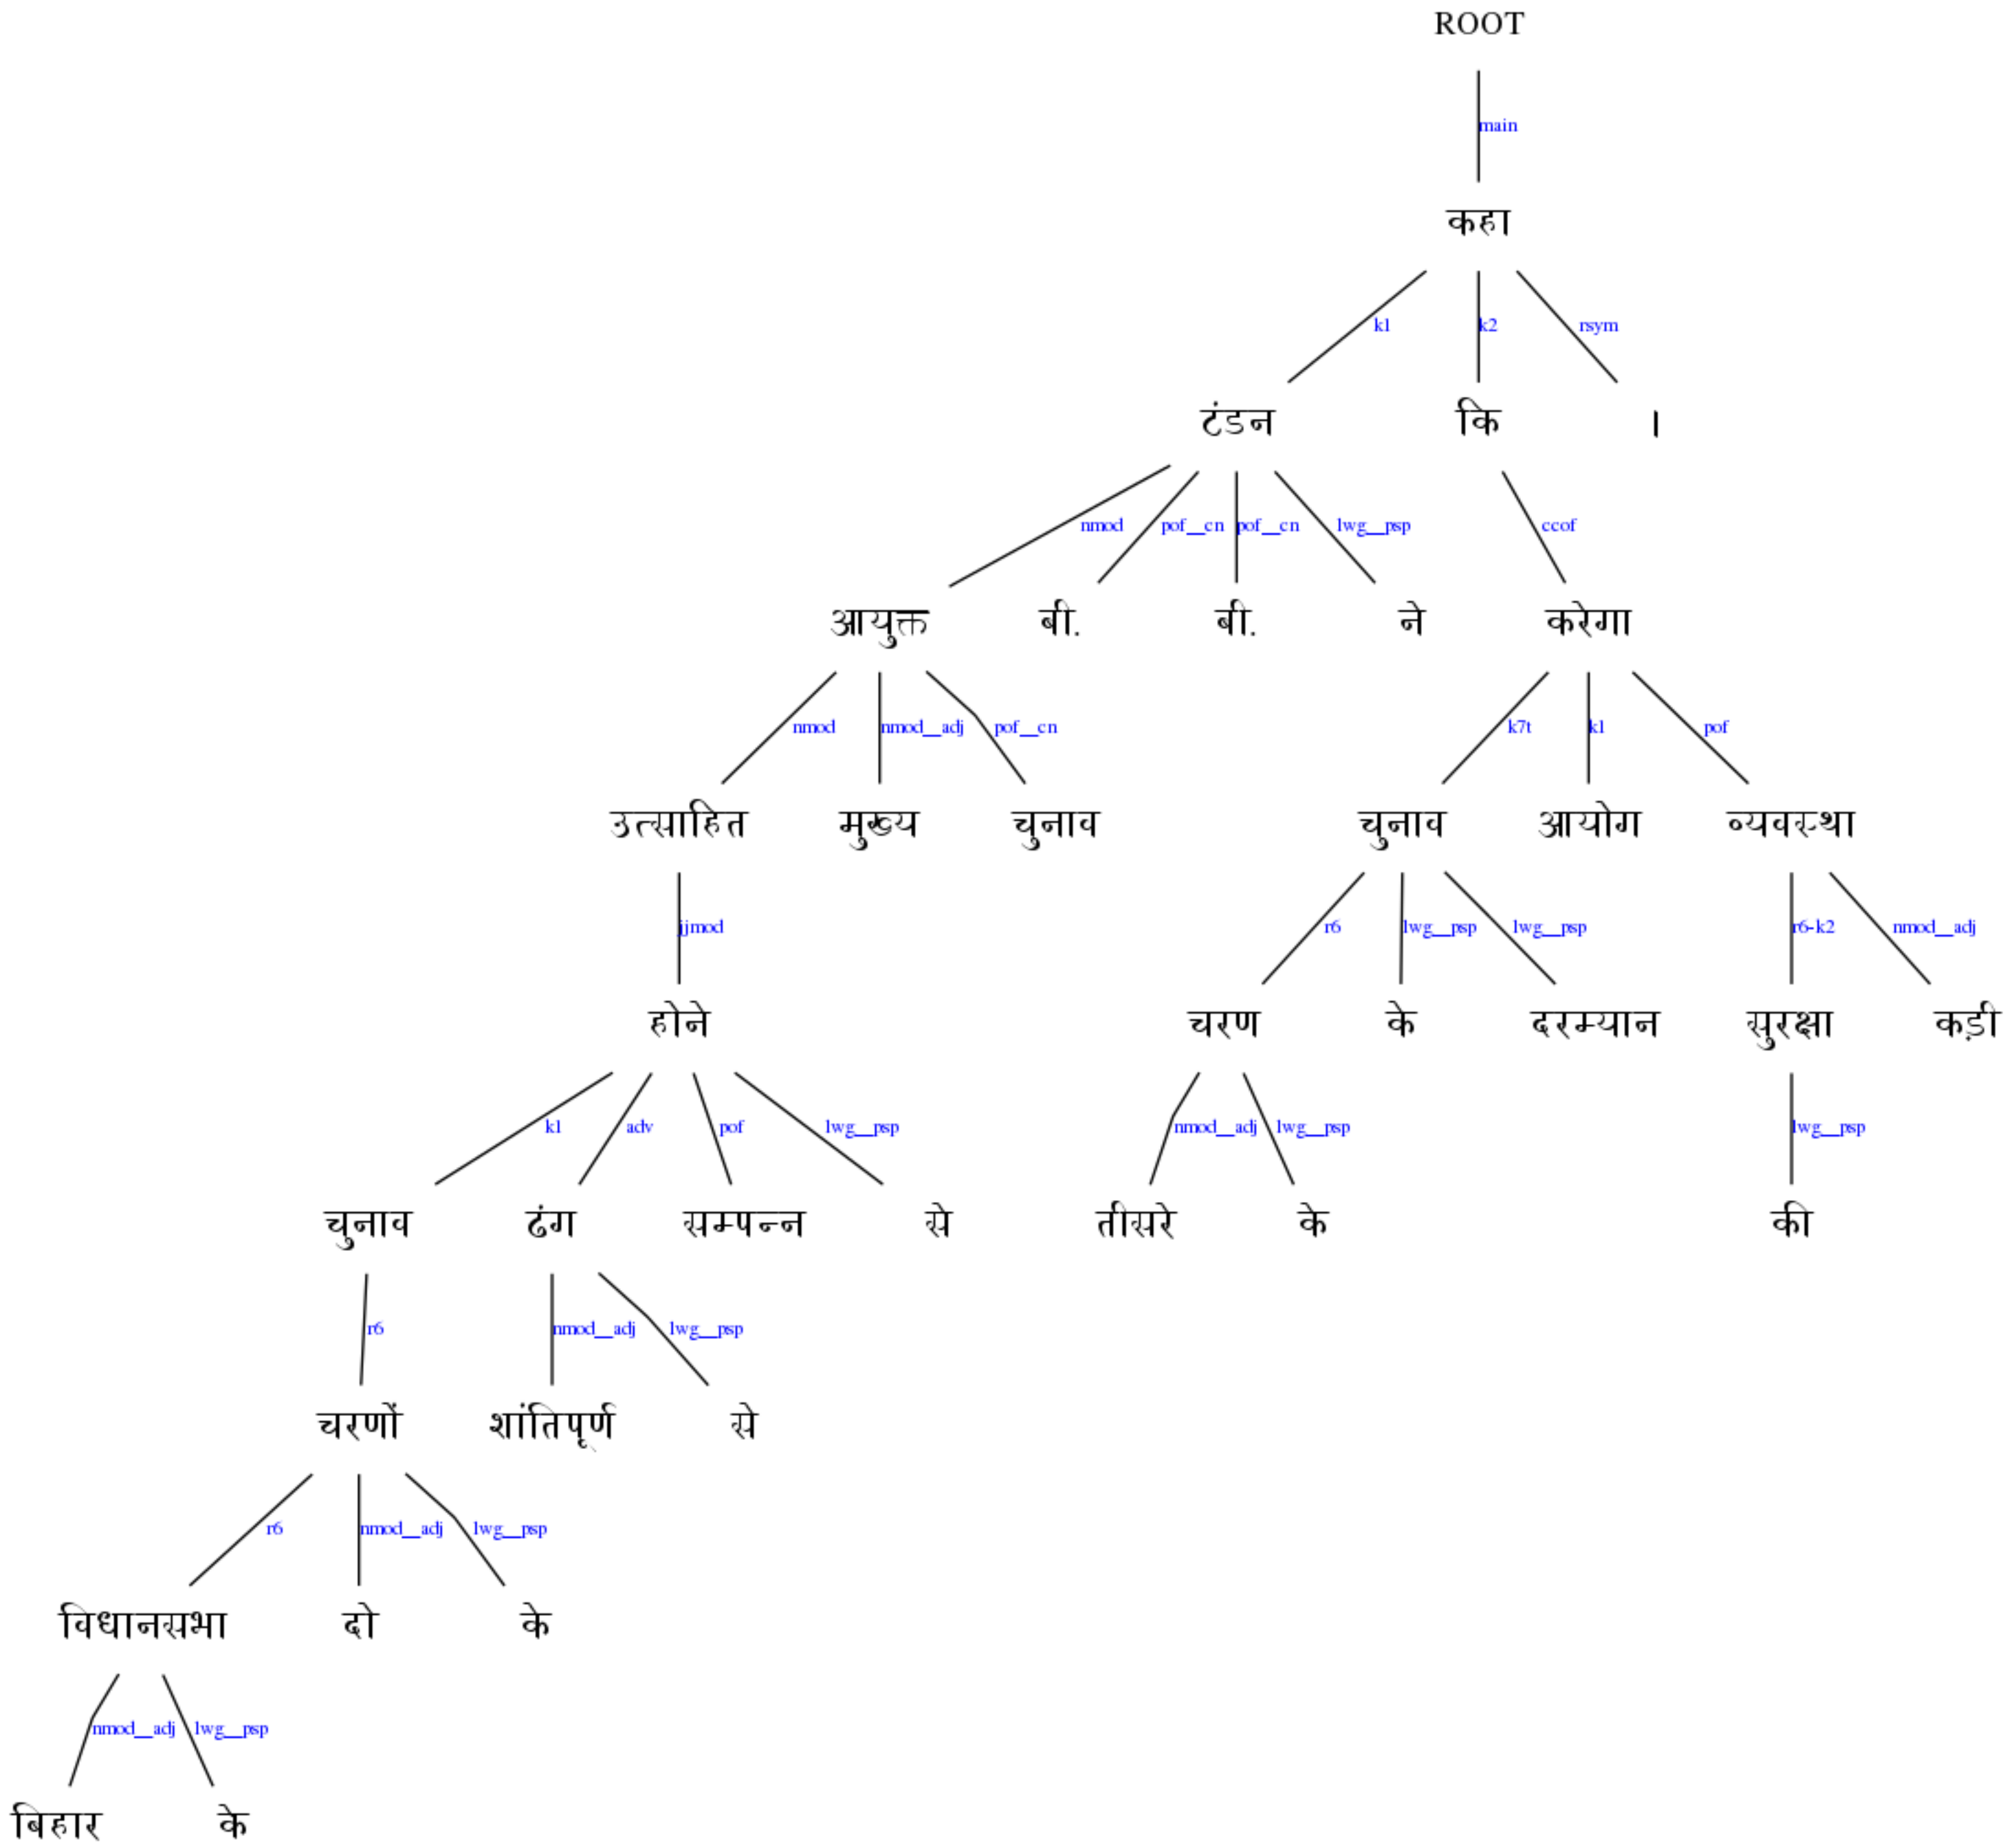 ROOT
main
कहा
k1 k2 rsym
टंडन कि ।
nmod pof__cn pof__cn lwg__psp ccof
आयुक्त बी. बी. ने करेगा
nmod nmod__adj pof__cn k7t k1 pof
उत्साहित मुख्य चुनाव चुनाव आयोग व्यवस्था
jjmod r6 lwg__psp lwg__psp r6-k2 nmod__adj
होने चरण के दरम्यान सुरक्षा कड़ी
k1 adv pof lwg__psp nmod__adj lwg__psp lwg__psp
चुनाव ढंग सम्पन्न से तीसरे के की
r6 nmod__adj lwg__psp
चरणों शांतिपूर्ण से
r6 nmod__adj lwg__psp
विधानसभा दो के
nmod__adj lwg__psp
बिहार के